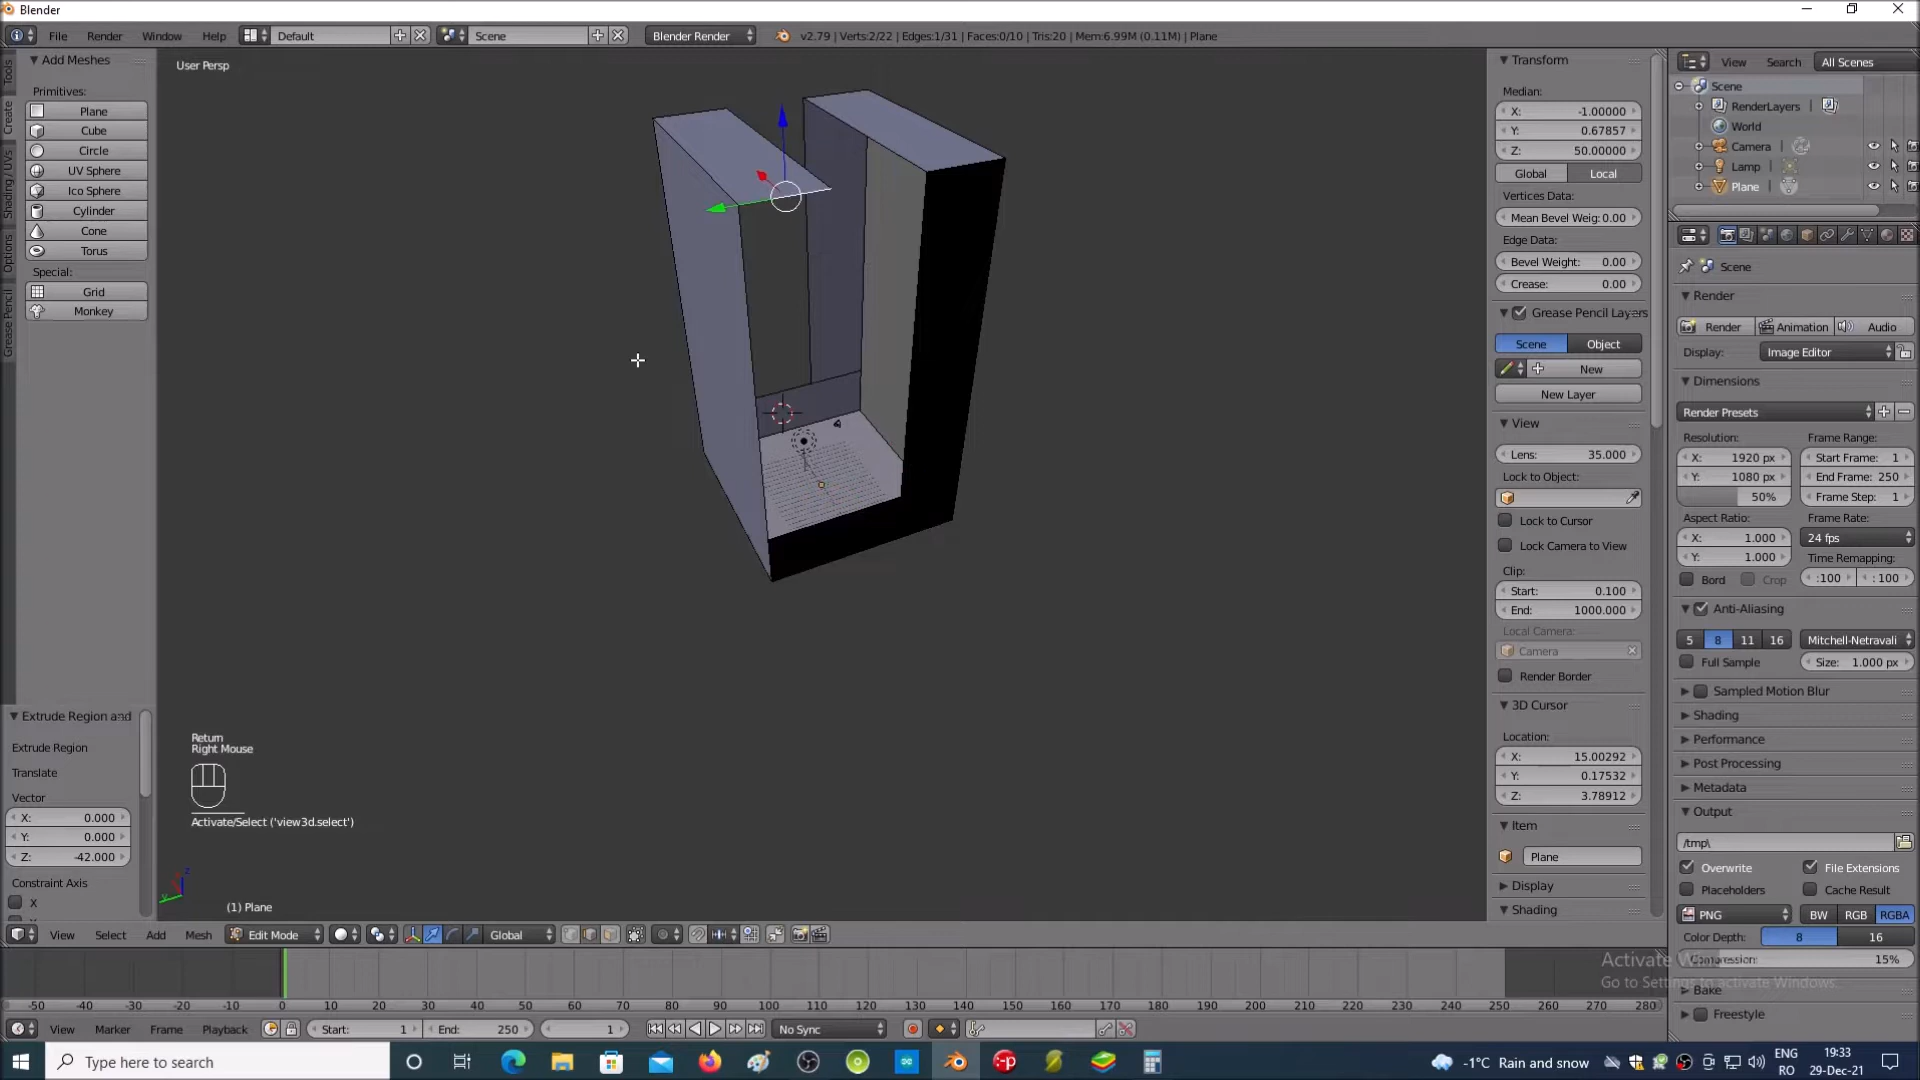 Blender
File Render Window Help Default Scene Blender Render v2.79 | Verts:2/22 | Edges:1/31 | Faces:0/10 | Tris:20 | Mem:6.99M (0.11M) | Plane
Tools
Create
Shading / UVs
Options
Grease Pencil
Add Meshes
Primitives:
Plane
Cube
Circle
UV Sphere
Ico Sphere
Cylinder
Cone
Torus
Special:
Grid
Monkey
Extrude Region and
Extrude Region
Translate
Vector
X: 0.000
Y: 0.000
Z: -42.000
Constraint Axis
X
User Persp
Return
Right Mouse
Activate/Select ('view3d.select')
(1) Plane
Transform
Median:
X: -1.00000
Y: 0.67857
Z: 50.00000
Global Local
Vertices Data:
Mean Bevel Weig: 0.00
Edge Data:
Bevel Weight: 0.00
Crease: 0.00
Grease Pencil Layers
Scene Object
New
New Layer
View
Lens: 35.000
Lock to Object:
Lock to Cursor
Lock Camera to View
Clip:
Start: 0.100
End: 1000.000
Local Camera:
Camera
Render Border
3D Cursor
Location:
X: 15.00292
Y: 0.17532
Z: 3.78912
Item
Plane
Display
Shading
View Search All Scenes
Scene
RenderLayers
World
Camera
Lamp
Plane
Scene
Render
Render Animation Audio
Display: Image Editor
Dimensions
Render Presets
Resolution: Frame Range:
X: 1920 px Start Frame: 1
Y: 1080 px End Frame: 250
50% Frame Step: 1
Aspect Ratio: Frame Rate:
X: 1.000 24 fps
Y: 1.000 Time Remapping:
Bord Crop :100 :100
Anti-Aliasing
5 8 11 16 Mitchell-Netravali
Full Sample Size: 1.000 px
Sampled Motion Blur
Shading
Performance
Post Processing
Metadata
Output
/tmp\
Overwrite File Extensions
Placeholders Cache Result
PNG BW RGB RGBA
Color Depth: 8 16
Compression: 15%
Activate
Go to Settings to activate Windows.
Bake
Freestyle
View Select Add Mesh Edit Mode Global
-50 -40 -30 -20 -10 0 10 20 30 40 50 60 70 80 90 100 110 120 130 140 150 160 170 180 190 200 210 220 230 240 250 260 270 280
View Marker Frame Playback Start: 1 End: 250 1 No Sync
Type here to search
-1°C Rain and snow
ENG
RO
19:33
29-Dec-21